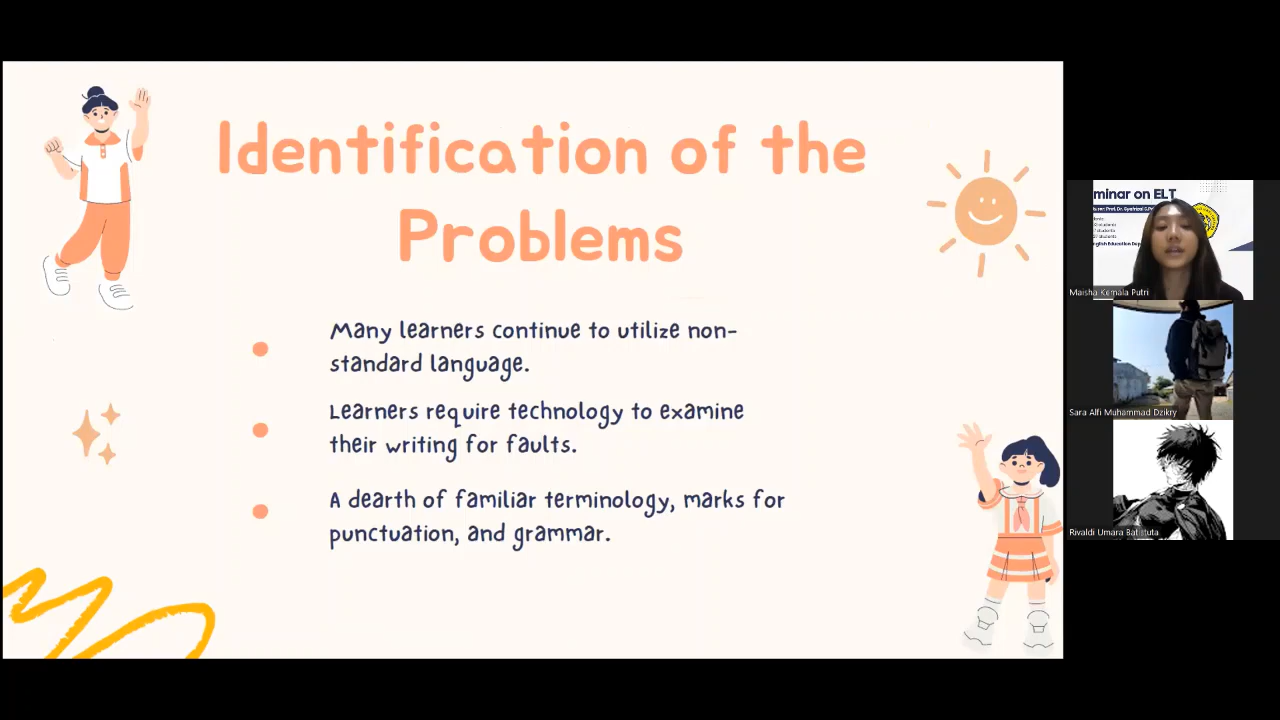 Identification of the
Problems
Many learners continue to utilize non-
standard language.
Learners require technology to examine
their writing for faults.
A dearth of familiar terminology, marks for
punctuation, and grammar.
minar on ELT
Maisha Kemala Putri
Sara Alfi Muhammad Dzikry
Rivaldi Umara Batistuta